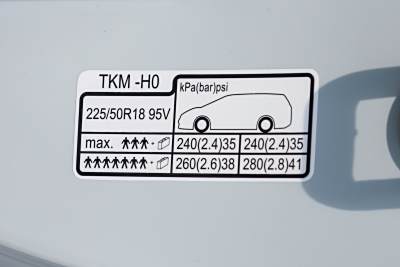 TKM -H0
kPa(bar)psi
225/50R18 95V
max. 240(2.4)35 240(2.4)35
260(2.6)38 280(2.8)41